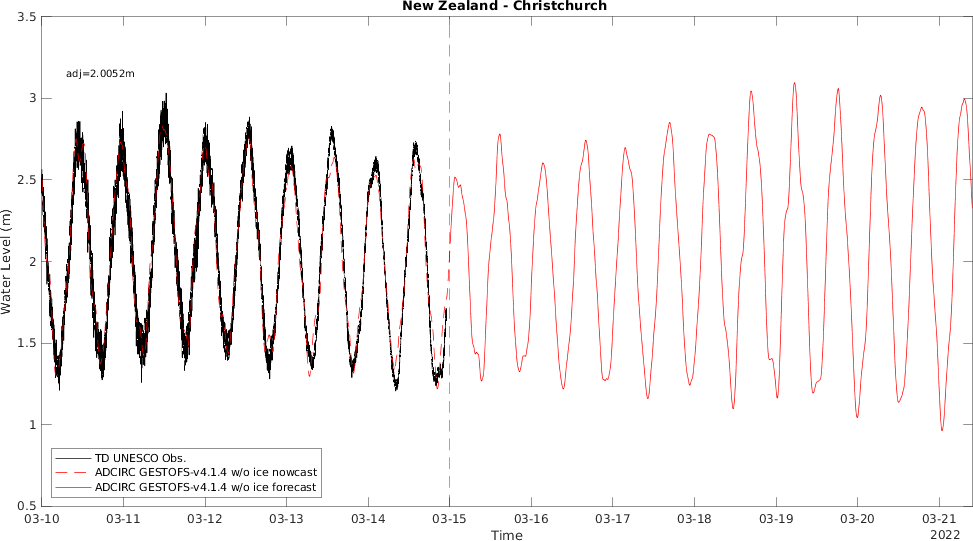 New Zealand - Christchurch
3.5
adj=2.0052m
3
2.5
2
1.5
1
0.5
Water Level (m)
TD UNESCO Obs.
ADCIRC GESTOFS-v4.1.4 w/o ice nowcast
ADCIRC GESTOFS-v4.1.4 w/o ice forecast
03-10 03-11 03-12 03-13 03-14 03-15 03-16 03-17 03-18 03-19 03-20 03-21
Time
2022